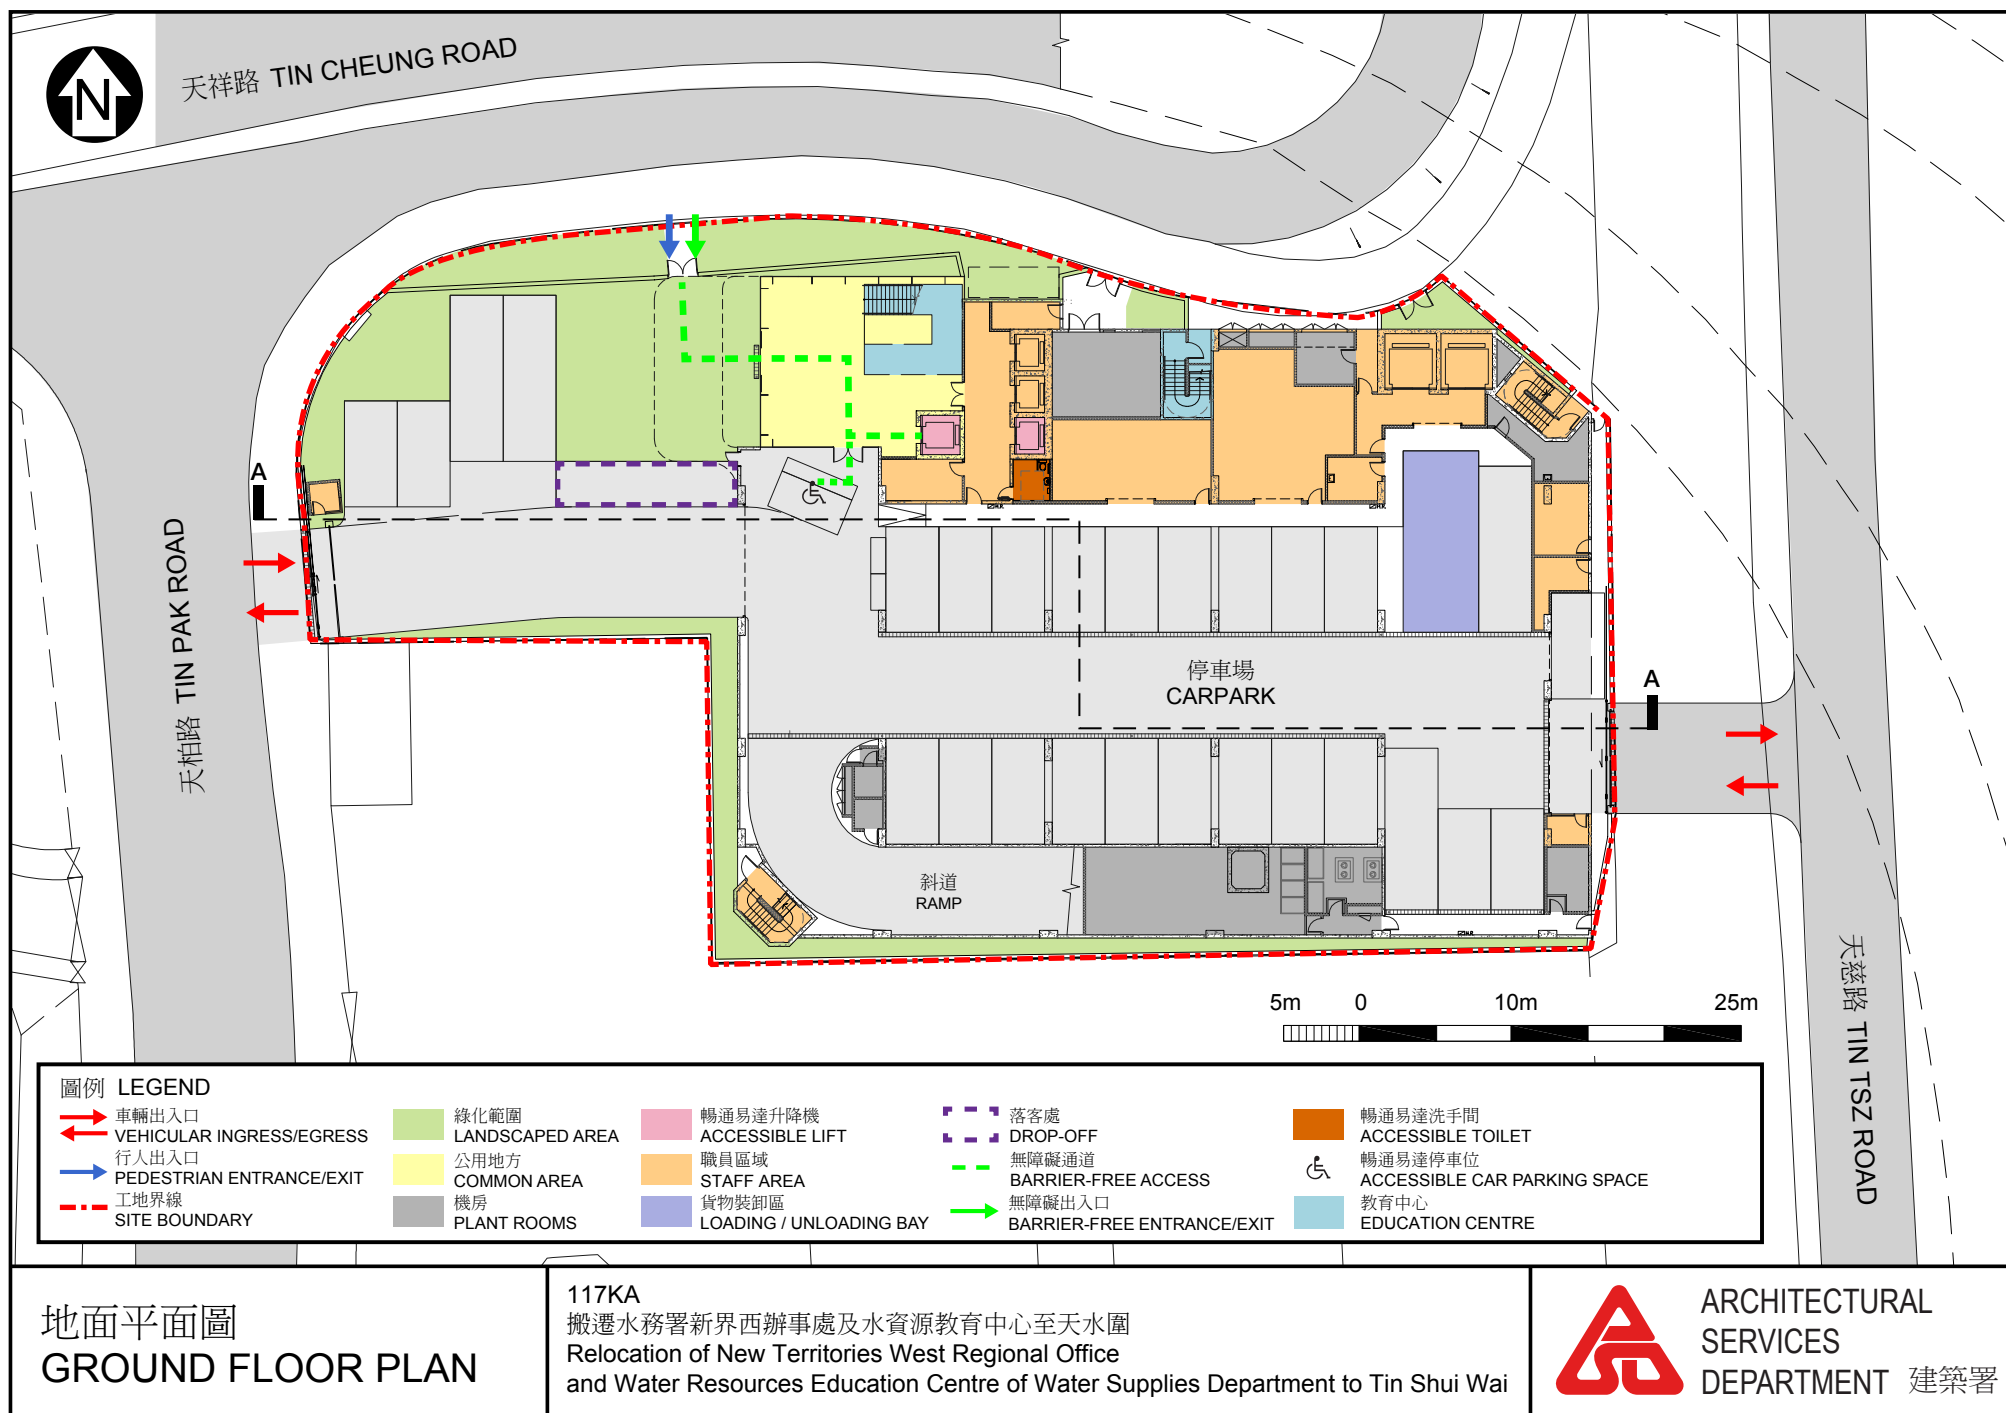 N
天祥路 TIN CHEUNG ROAD
A
天柏路 TIN PAK ROAD
停車場
CARPARK
A
斜道
RAMP
天慈路 TIN TSZ ROAD
5m 0 10m 25m
圖例 LEGEND
車輛出入口
VEHICULAR INGRESS/EGRESS
行人出入口
PEDESTRIAN ENTRANCE/EXIT
工地界線
SITE BOUNDARY
綠化範圍
LANDSCAPED AREA
公用地方
COMMON AREA
機房
PLANT ROOMS
暢通易達升降機
ACCESSIBLE LIFT
職員區域
STAFF AREA
貨物裝卸區
LOADING / UNLOADING BAY
落客處
DROP-OFF
無障礙通道
BARRIER-FREE ACCESS
無障礙出入口
BARRIER-FREE ENTRANCE/EXIT
暢通易達洗手間
ACCESSIBLE TOILET
暢通易達停車位
ACCESSIBLE CAR PARKING SPACE
教育中心
EDUCATION CENTRE
地面平面圖
GROUND FLOOR PLAN
117KA
搬遷水務署新界西辦事處及水資源教育中心至天水圍
Relocation of New Territories West Regional Office
and Water Resources Education Centre of Water Supplies Department to Tin Shui Wai
ARCHITECTURAL
SERVICES
DEPARTMENT 建築署